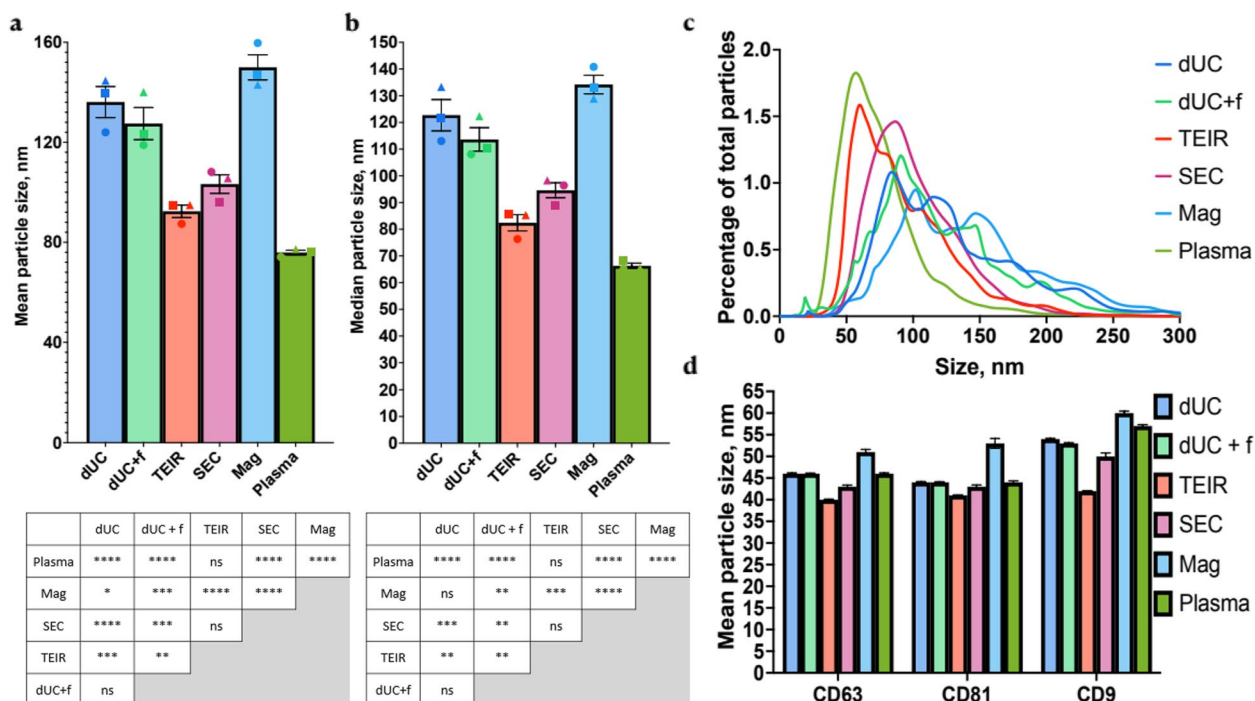 a
Mean particle size, nm
160
120
80
40
0
dUC
dUC+f
TEIR
SEC
Mag
Plasma
dUC dUC + f TEIR SEC Mag
Plasma **** **** ns **** ****
Mag * *** **** ****
SEC **** *** ns
TEIR *** **
dUC+f ns
b
Median particle size, nm
150
140
130
120
110
100
90
80
70
60
50
40
30
20
10
0
dUC
dUC+f
TEIR
SEC
Mag
Plasma
dUC dUC + f TEIR SEC Mag
Plasma **** **** ns **** ****
Mag ns ** *** ****
SEC *** ** ns
TEIR ** **
dUC+f ns
c
Percentage of total particles
2.0
1.5
1.0
0.5
0.0
0 50 100 150 200 250 300
Size, nm
dUC
dUC+f
TEIR
SEC
Mag
Plasma
d
Mean particle size, nm
65
60
55
50
45
40
35
30
25
20
15
10
5
0
CD63 CD81 CD9
dUC
dUC + f
TEIR
SEC
Mag
Plasma